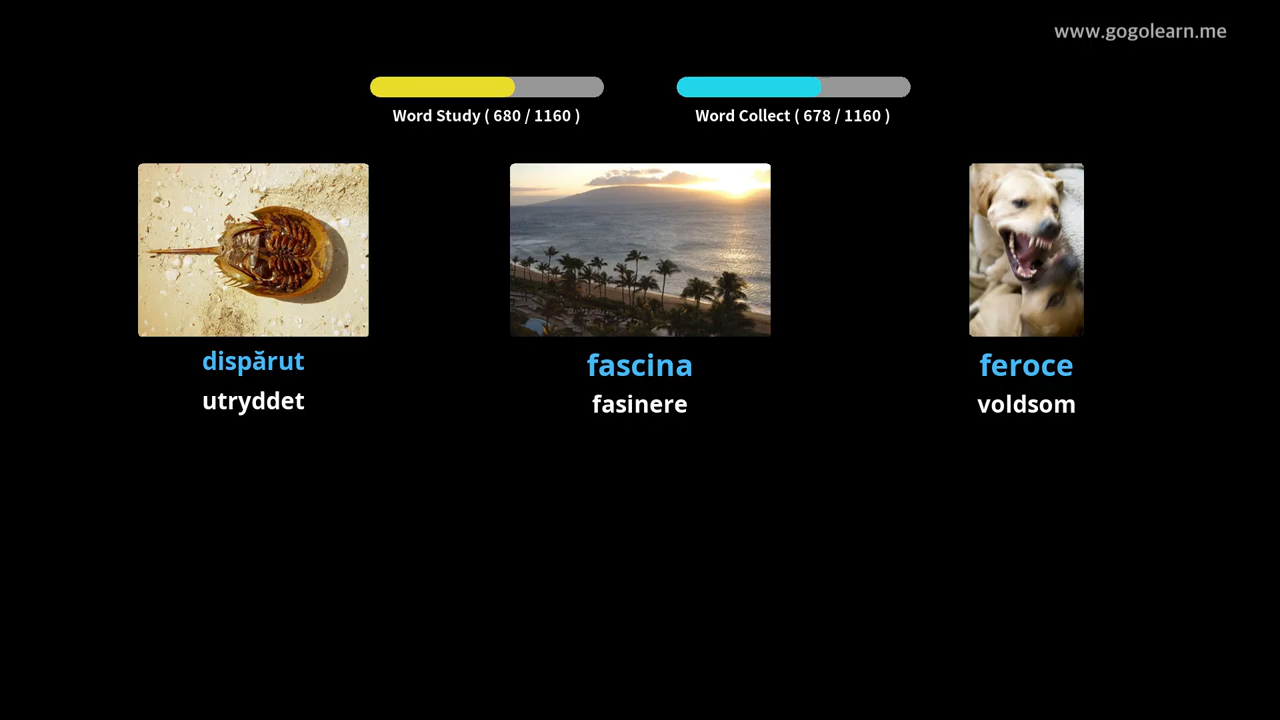 www.gogolearn.me
Word Study ( 680 / 1160 )
Word Collect ( 678 / 1160 )
dispărut
utryddet
fascina
fasinere
feroce
voldsom